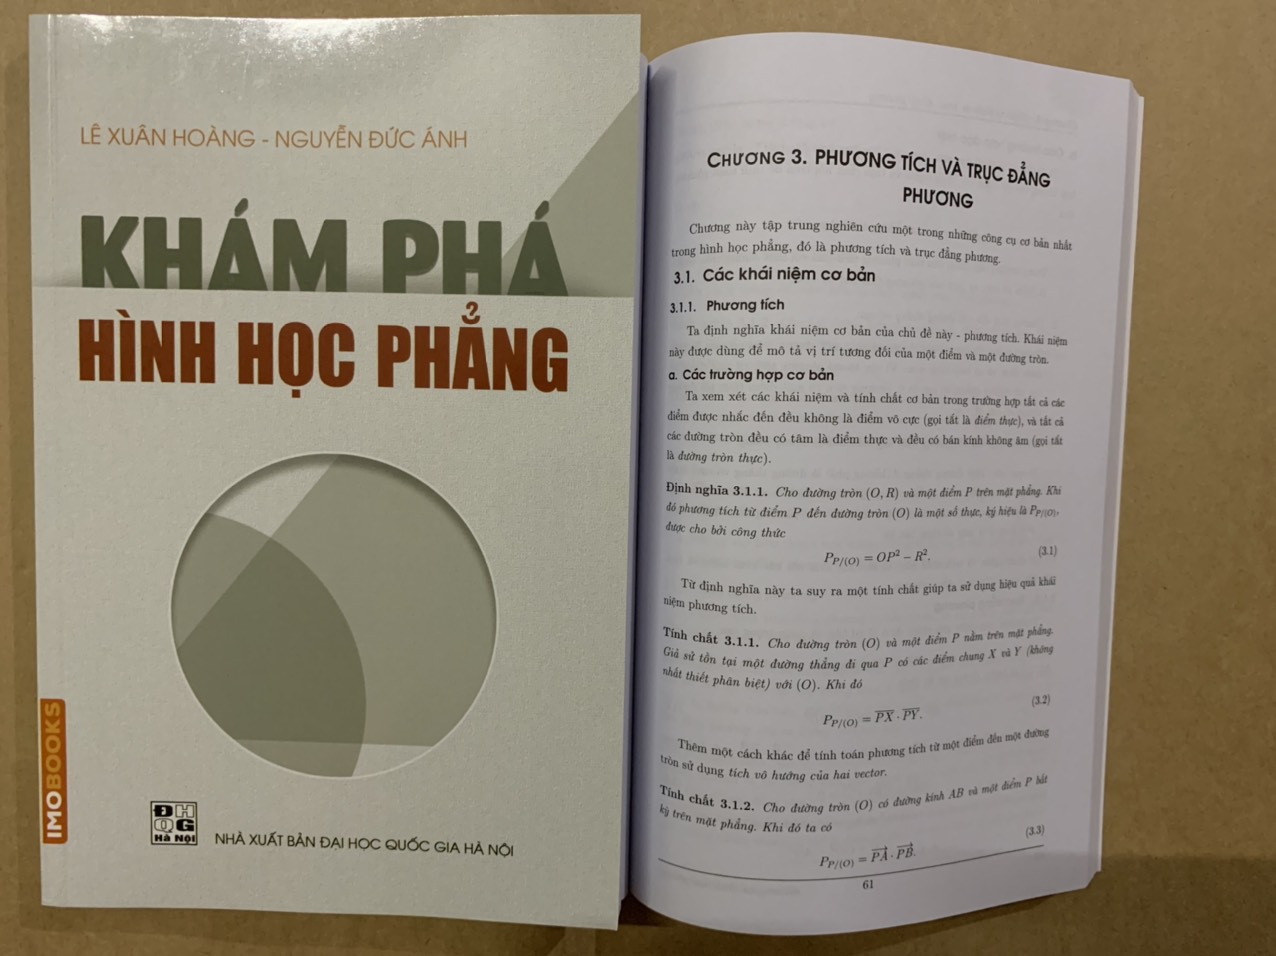 LÊ XUÂN HOÀNG - NGUYỄN ĐỨC ÁNH
KHÁM PHÁ
HÌNH HỌC PHẲNG
IMOBOOKS
ĐH
QG
Hà Nội
NHÀ XUẤT BẢN ĐẠI HỌC QUỐC GIA HÀ NỘI
CHƯƠNG 3. PHƯƠNG TÍCH VÀ TRỤC ĐẲNG
PHƯƠNG
Chương này tập trung nghiên cứu một trong những công cụ cơ bản nhất
trong hình học phẳng, đó là phương tích và trục đẳng phương.
3.1. Các khái niệm cơ bản
3.1.1. Phương tích
Ta định nghĩa khái niệm cơ bản của chủ đề này - phương tích. Khái niệm
này được dùng để mô tả vị trí tương đối của một điểm và một đường tròn.
a. Các trường hợp cơ bản
Ta xem xét các khái niệm và tính chất cơ bản trong trường hợp tất cả các
điểm được nhắc đến đều không là điểm vô cực (gọi tắt là điểm thực), và tất cả
các đường tròn đều có tâm là điểm thực và đều có bán kính không âm (gọi tắt
là đường tròn thực).
Định nghĩa 3.1.1. Cho đường tròn (O, R) và một điểm P trên mặt phẳng. Khi
đó phương tích từ điểm P đến đường tròn (O) là một số thực, ký hiệu là P_{P/(O)},
được cho bởi công thức
P_{P/(O)} = OP² − R². (3.1)
Từ định nghĩa này ta suy ra một tính chất giúp ta sử dụng hiệu quả khái
niệm phương tích.
Tính chất 3.1.1. Cho đường tròn (O) và một điểm P nằm trên mặt phẳng.
Giả sử tồn tại một đường thẳng đi qua P có các điểm chung X và Y (không
nhất thiết phân biệt) với (O). Khi đó
P_{P/(O)} = \overline{PX} · \overline{PY}. (3.2)
Thêm một cách khác để tính toán phương tích từ một điểm đến một đường
tròn sử dụng tích vô hướng của hai vector.
Tính chất 3.1.2. Cho đường tròn (O) có đường kính AB và một điểm P bất
kỳ trên mặt phẳng. Khi đó ta có
P_{P/(O)} = \overrightarrow{PA} · \overrightarrow{PB}. (3.3)
61